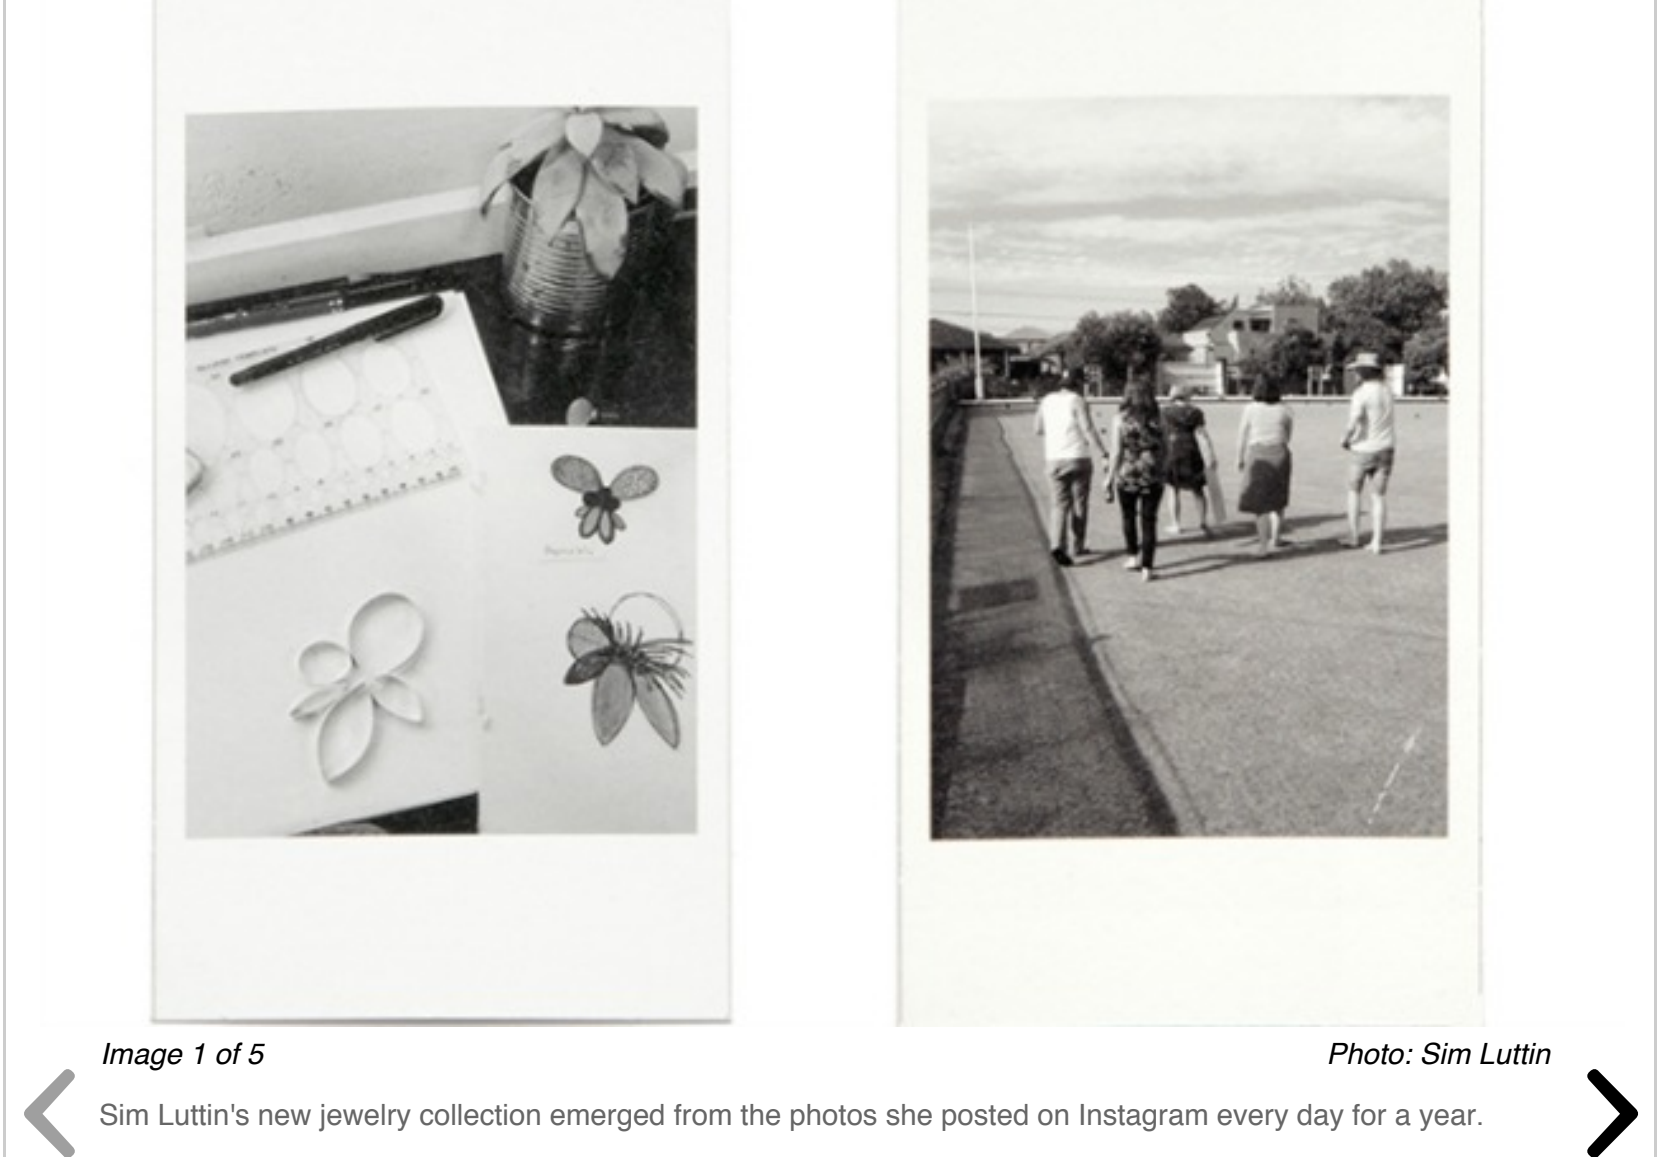 Image 1 of 5
Photo: Sim Luttin
Sim Luttin's new jewelry collection emerged from the photos she posted on Instagram every day for a year.